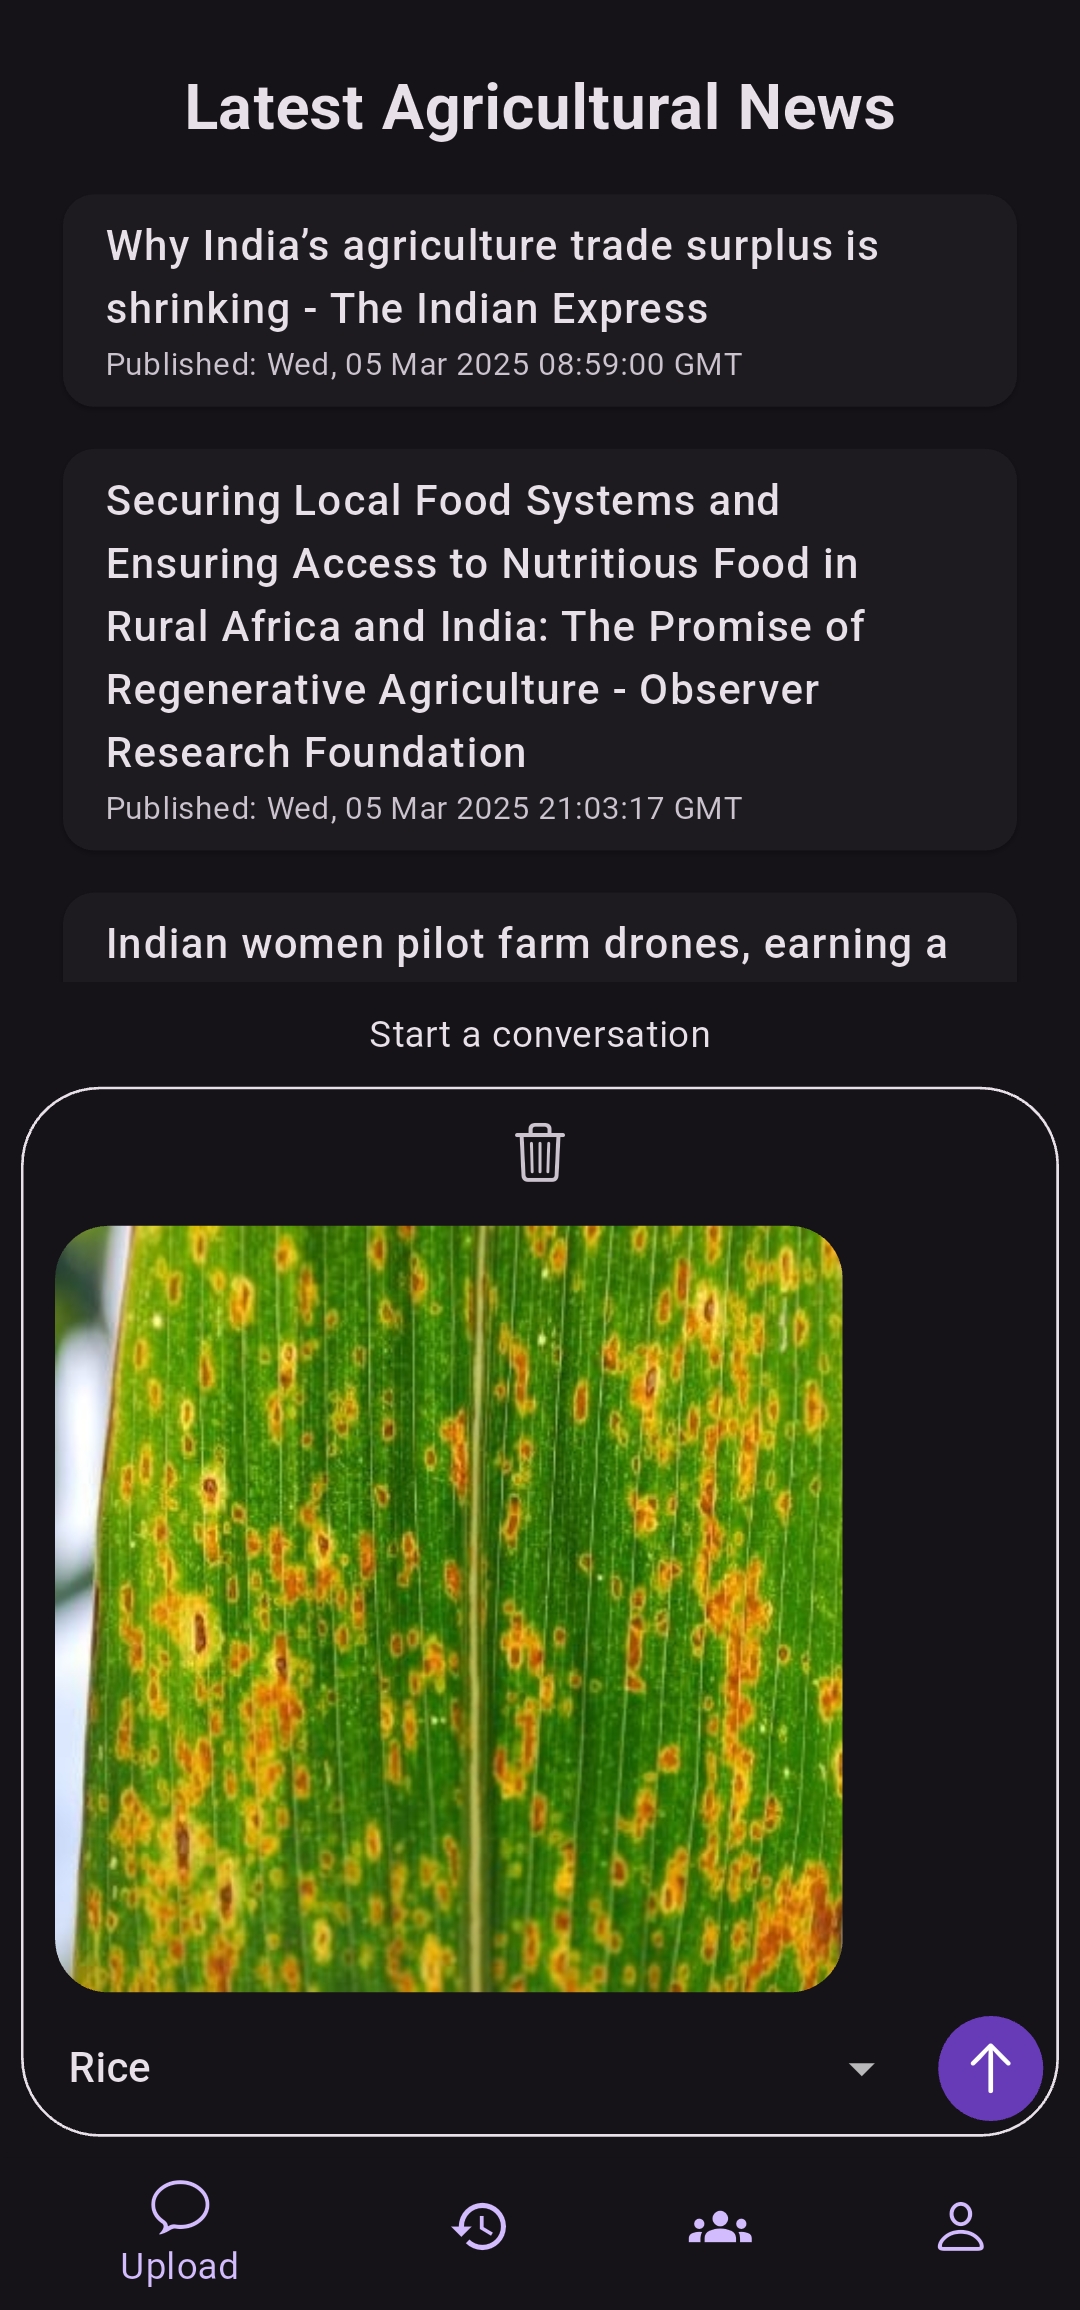 Latest Agricultural News
Why India’s agriculture trade surplus is
shrinking - The Indian Express
Published: Wed, 05 Mar 2025 08:59:00 GMT
Securing Local Food Systems and
Ensuring Access to Nutritious Food in
Rural Africa and India: The Promise of
Regenerative Agriculture - Observer
Research Foundation
Published: Wed, 05 Mar 2025 21:03:17 GMT
Indian women pilot farm drones, earning a
Start a conversation
Rice
Upload